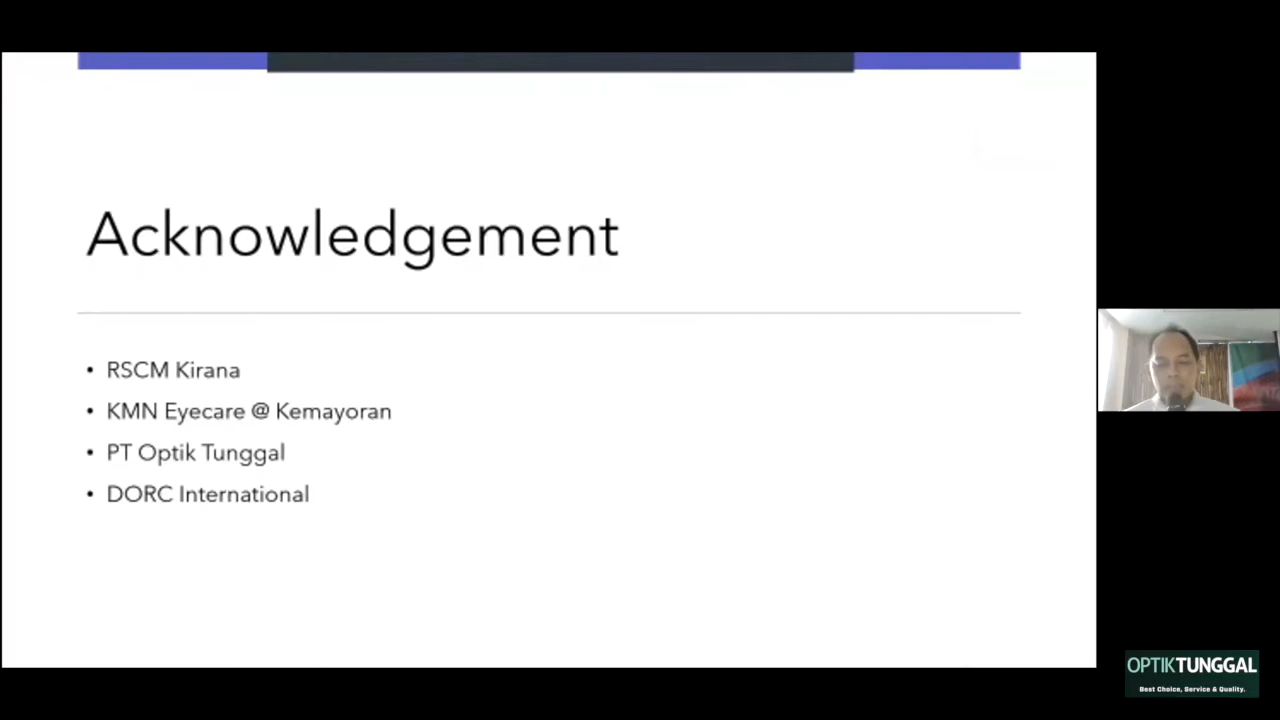 Acknowledgement
• RSCM Kirana
• KMN Eyecare @ Kemayoran
• PT Optik Tunggal
• DORC International
OPTIKTUNGGAL
Best Choice, Service & Quality.